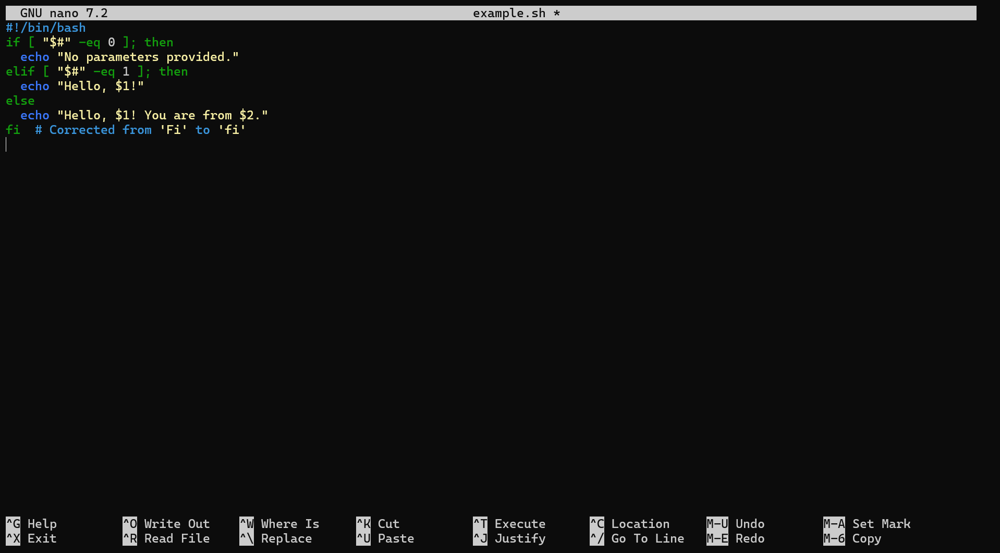 GNU nano 7.2 example.sh *
#!/bin/bash
if [ "$#" -eq 0 ]; then
  echo "No parameters provided."
elif [ "$#" -eq 1 ]; then
  echo "Hello, $1!"
else
  echo "Hello, $1! You are from $2."
fi  # Corrected from 'Fi' to 'fi'
^G Help ^O Write Out ^W Where Is ^K Cut ^T Execute ^C Location M-U Undo M-A Set Mark
^X Exit ^R Read File ^\ Replace ^U Paste ^J Justify ^/ Go To Line M-E Redo M-6 Copy